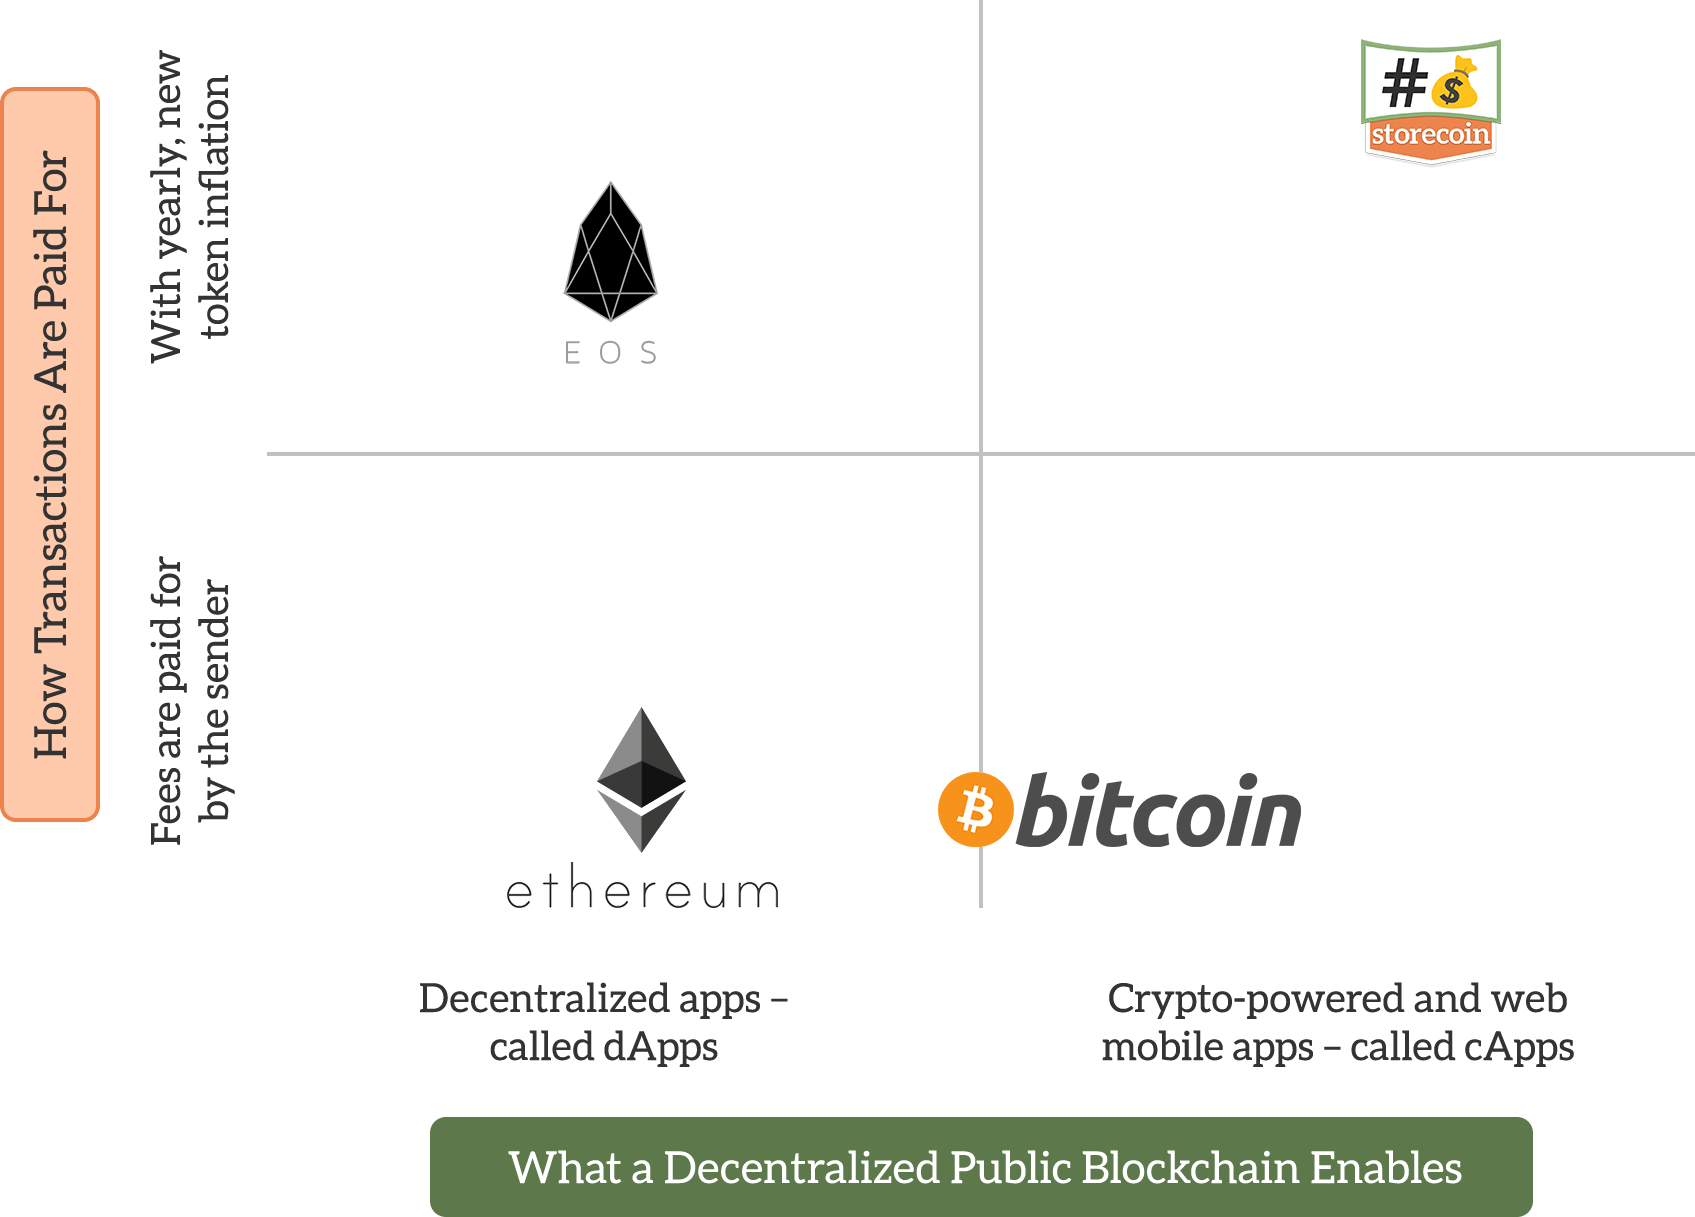 How Transactions Are Paid For
With yearly, new
token inflation
Fees are paid for
by the sender
#$
storecoin
EOS
ethereum
bitcoin
Decentralized apps –
called dApps
Crypto-powered and web
mobile apps – called cApps
What a Decentralized Public Blockchain Enables